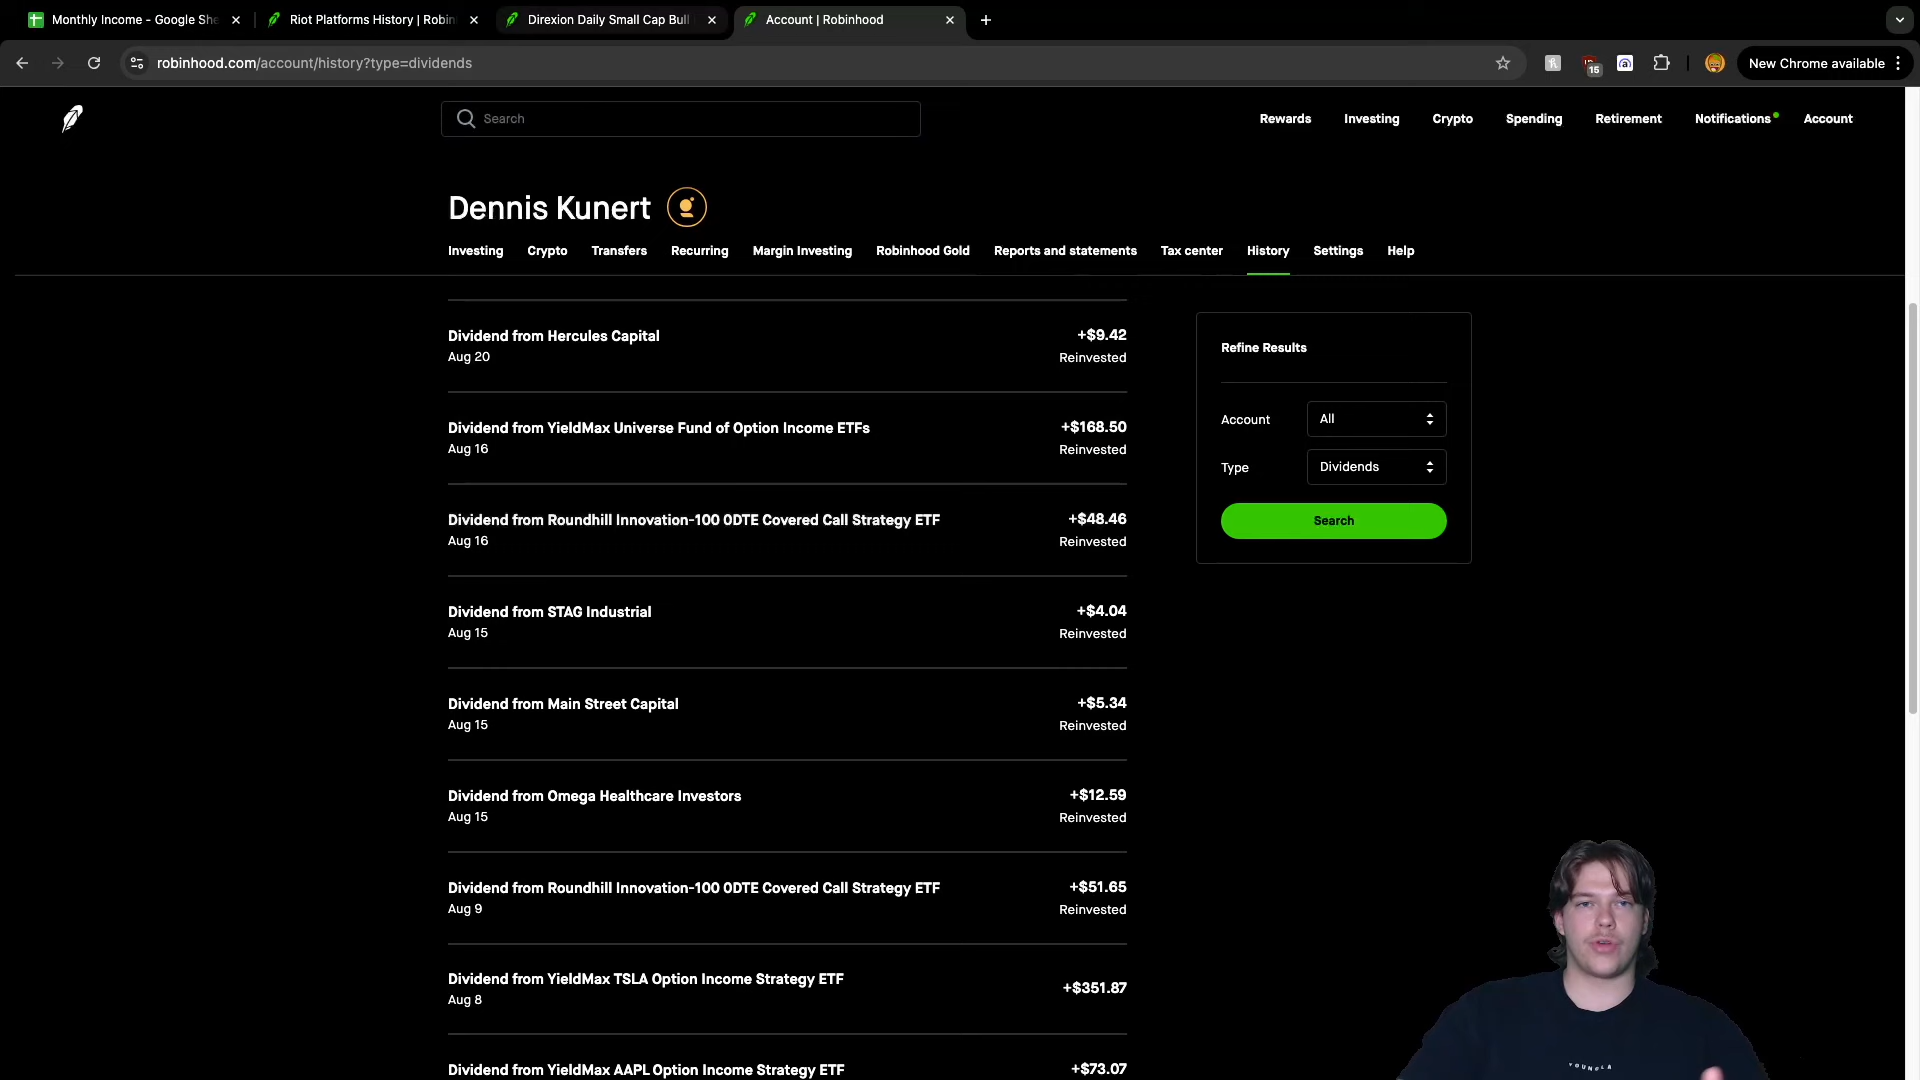 Monthly Income - Google She
Riot Platforms History | Robin
Direxion Daily Small Cap Bull
Account | Robinhood
robinhood.com/account/history?type=dividends
15
New Chrome available
Search
Rewards
Investing
Crypto
Spending
Retirement
Notifications
Account
Dennis Kunert
Investing
Crypto
Transfers
Recurring
Margin Investing
Robinhood Gold
Reports and statements
Tax center
History
Settings
Help
Dividend from Hercules Capital
+$9.42
Aug 20
Reinvested
Dividend from YieldMax Universe Fund of Option Income ETFs
+$168.50
Aug 16
Reinvested
Dividend from Roundhill Innovation-100 0DTE Covered Call Strategy ETF
+$48.46
Aug 16
Reinvested
Dividend from STAG Industrial
+$4.04
Aug 15
Reinvested
Dividend from Main Street Capital
+$5.34
Aug 15
Reinvested
Dividend from Omega Healthcare Investors
+$12.59
Aug 15
Reinvested
Dividend from Roundhill Innovation-100 0DTE Covered Call Strategy ETF
+$51.65
Aug 9
Reinvested
Dividend from YieldMax TSLA Option Income Strategy ETF
+$351.87
Aug 8
Dividend from YieldMax AAPL Option Income Strategy ETF
+$73.07
Refine Results
Account
All
Type
Dividends
Search
YOUNGLA